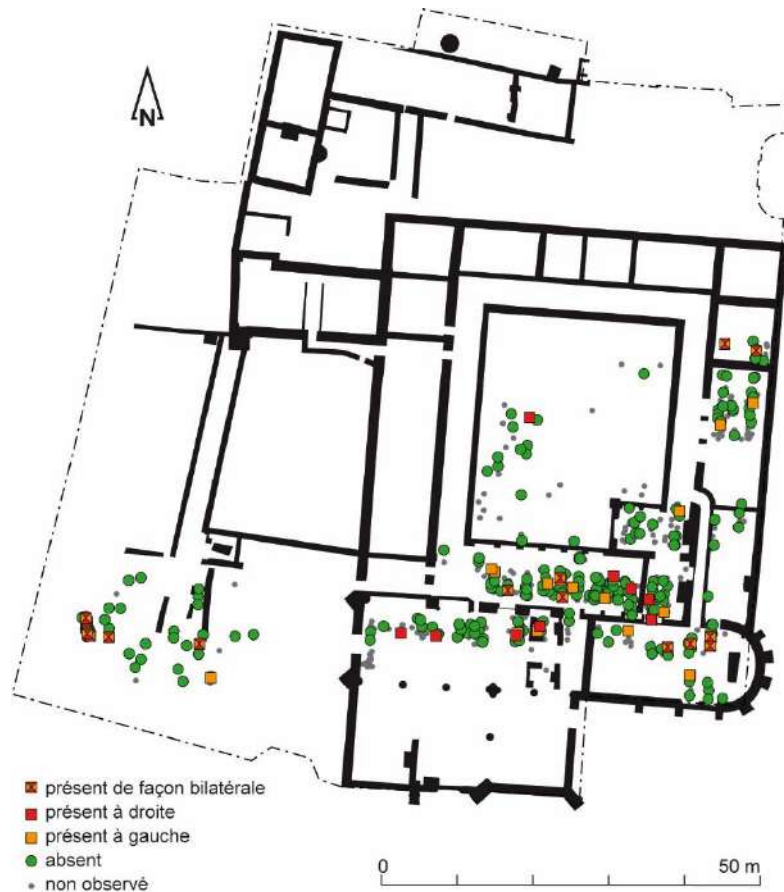 N
présent de façon bilatérale
présent à droite
présent à gauche
absent
non observé
0 50 m